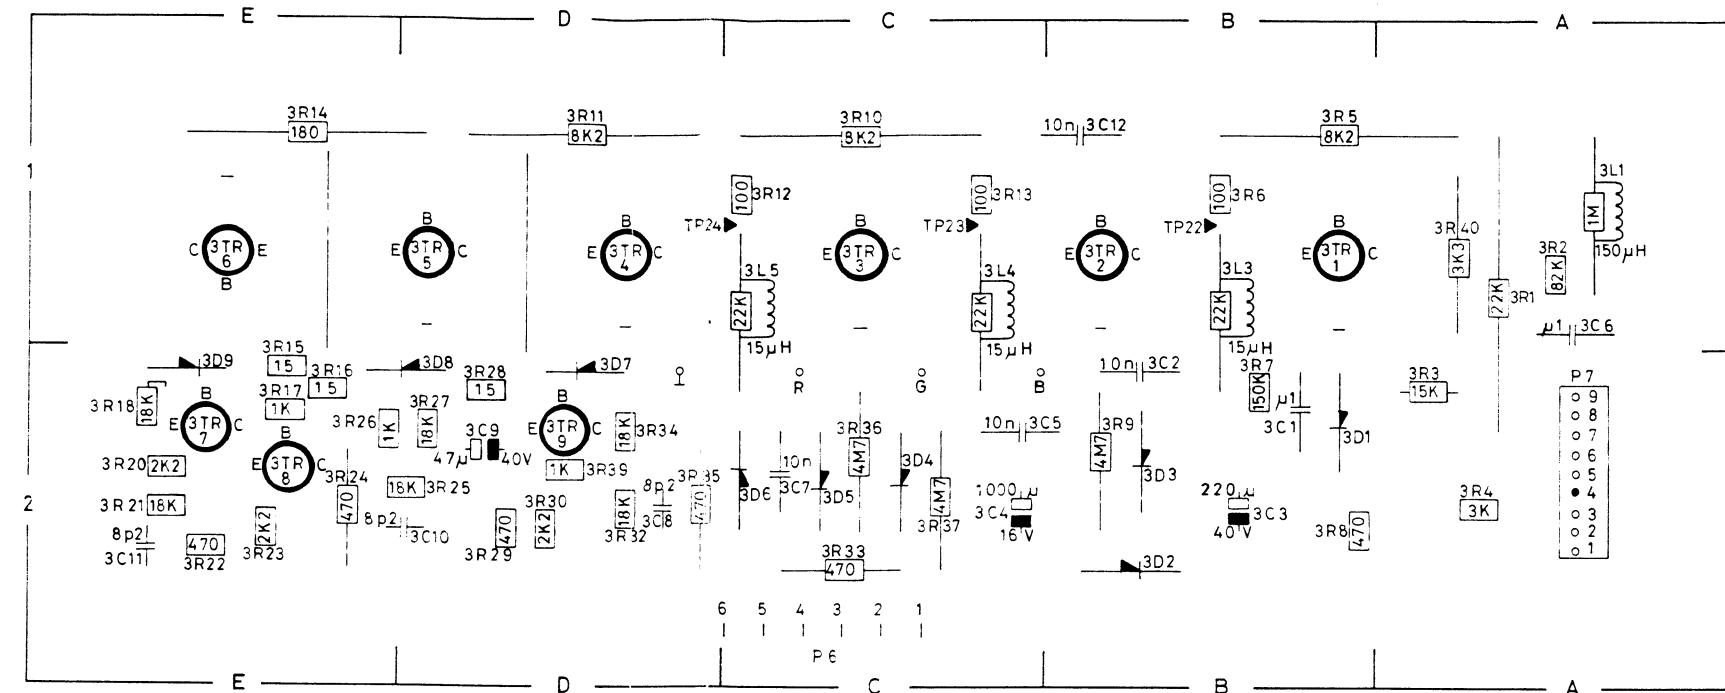 E D C B A
3R14 3R11 3R10 10n 3C12 3R5
180 8K2 8K2 8K2
1
3L1
100 3R12 100 3R13 100 3R6
1M
TP24 TP23 TP22
3R40
B B B B
C 3TR 6 E E 3TR 5 C E 3TR 4 C 3TR 3 E 3TR 2 C E 3TR 1 C
B
3K3 3R2 150µH
82K
3L5 3L4 3L3
22K 22K 22K 22K 3R1
µ1 3C6
15µH 15µH 15µH
3R15 3D9 3D8 3R28 3D7 10n 3C2 3R7
15 3R16 15 R G B 3R3 P7
15 150K 15K 9
3R18 18K 3R17 1K 3R26 1K 3R27 18K 8
B B µ1
E 3TR 7 C E 3TR 9 C 18K 3R34 3R36 10n 3C5 3R9 3C1 3D1 7
B 3C9
E 3TR 8 C 47µ 40V 4M7 4M7 6
3R20 2K2 3R24 1K 3R39 3R35 10n 3D4 3D3 5
3D6 3C7 3D5
18K 3R25 8p2 4M7 1000µ 220µ 3R4 4
2
3R21 18K 470 3R30 18K 470 3C4 3C3 3K 3
8p2 2K2 8p2 3C10 470 2K2 3C8 3R37 16V 40V 3R8 470 2
3C11 470 3R23 3R29 3R32 3R33 1
3R22 470 3D2
6 5 4 3 2 1
P6
E D C B A